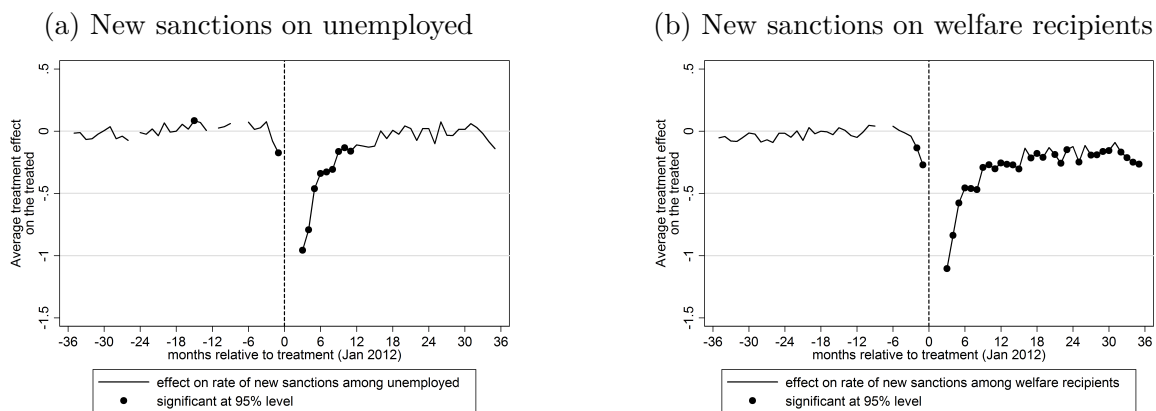 (a) New sanctions on unemployed
.5
0
-.5
-1
-1.5
Average treatment effect
on the treated
-36 -30 -24 -18 -12 -6 0 6 12 18 24 30 36
months relative to treatment (Jan 2012)
effect on rate of new sanctions among unemployed
significant at 95% level
(b) New sanctions on welfare recipients
.5
0
-.5
-1
-1.5
Average treatment effect
on the treated
-36 -30 -24 -18 -12 -6 0 6 12 18 24 30 36
months relative to treatment (Jan 2012)
effect on rate of new sanctions among welfare recipients
significant at 95% level